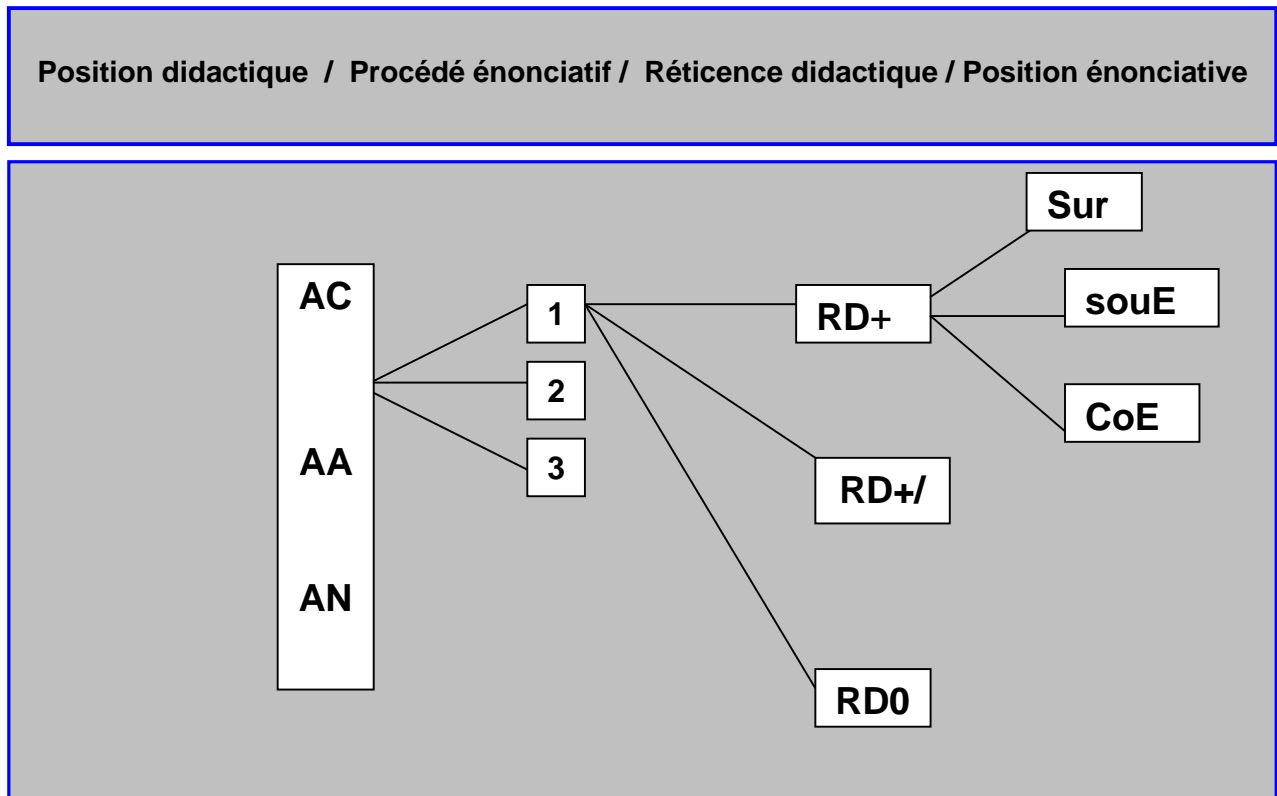 Position didactique / Procédé énonciatif / Réticence didactique / Position énonciative
Sur
AC
1
RD+
souE
2
CoE
AA
3
RD+/
AN
RD0